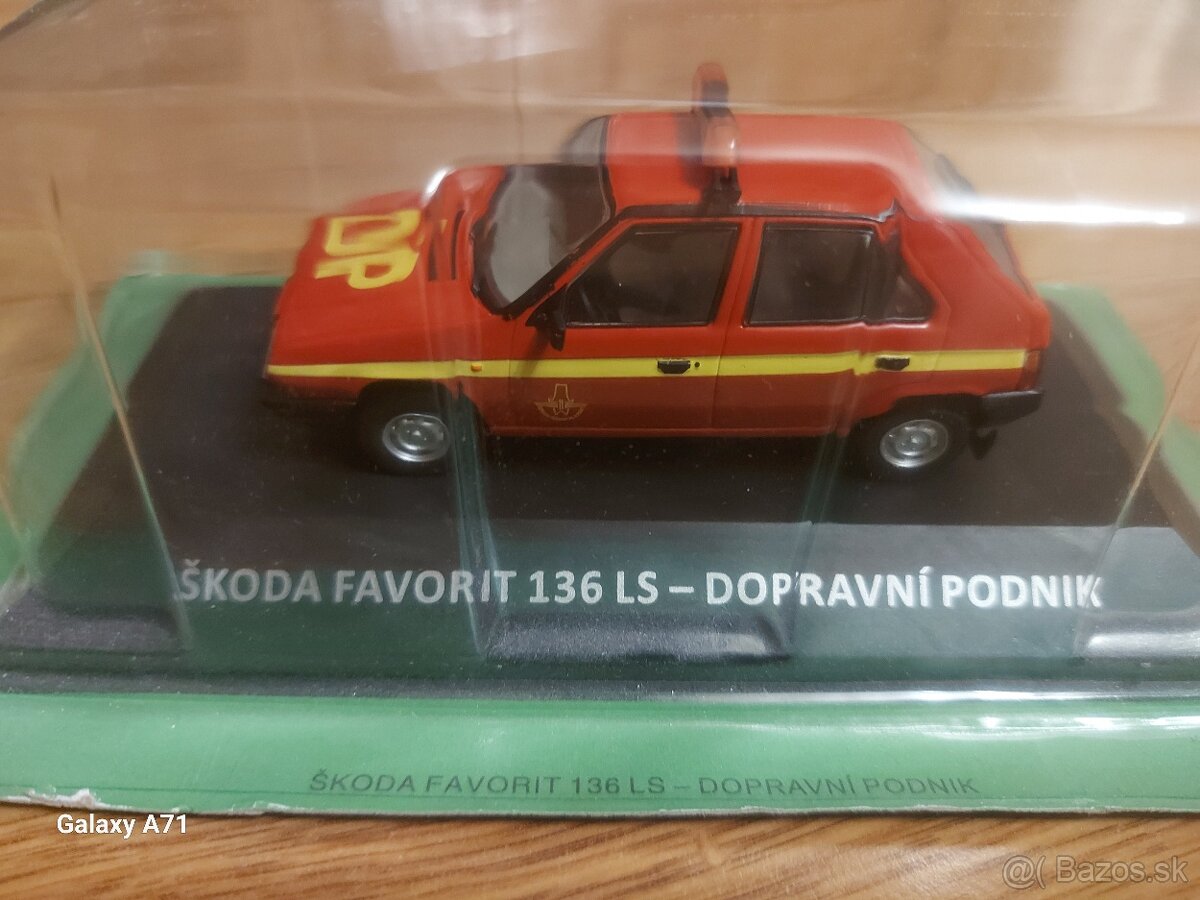 DP
ŠKODA FAVORIT 136 LS – DOPRAVNÍ PODNIK
ŠKODA FAVORIT 136 LS – DOPRAVNÍ PODNIK
Galaxy A71
@( Bazos.sk